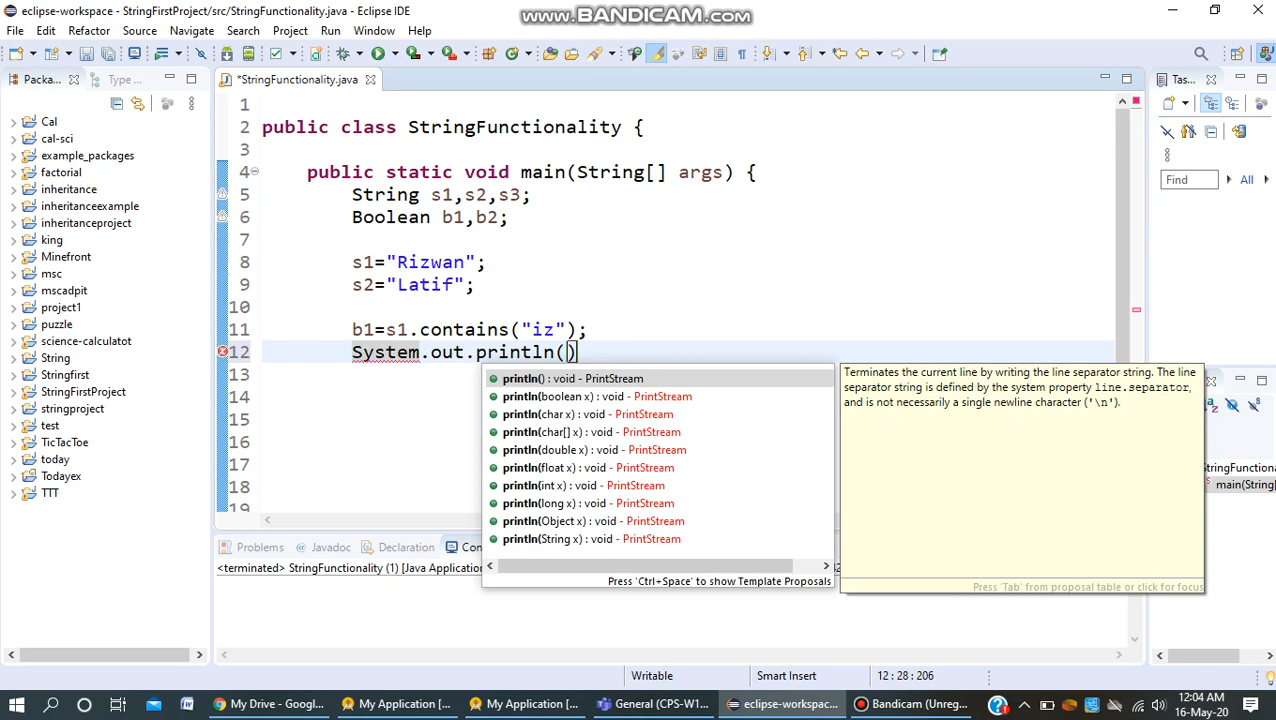 eclipse-workspace - StringFirstProject/src/StringFunctionality.java - Eclipse IDE
www.BANDICAM.com
File Edit Refactor Source Navigate Search Project Run Window Help
Packa...
Type ...
*StringFunctionality.java
Tas...
Cal
cal-sci
example_packages
factorial
inheritance
inheritanceexample
inheritanceproject
king
Minefront
msc
mscadpit
project1
puzzle
science-calculatot
String
Stringfirst
StringFirstProject
stringproject
test
TicTacToe
today
Todayex
TTT
1
2 public class StringFunctionality {
3
4 public static void main(String[] args) {
5 String s1,s2,s3;
6 Boolean b1,b2;
7
8 s1="Rizwan";
9 s2="Latif";
10
11 b1=s1.contains("iz");
12 System.out.println()
13
14
15
16
17
18
19
println() : void - PrintStream
println(boolean x) : void - PrintStream
println(char x) : void - PrintStream
println(char[] x) : void - PrintStream
println(double x) : void - PrintStream
println(float x) : void - PrintStream
println(int x) : void - PrintStream
println(long x) : void - PrintStream
println(Object x) : void - PrintStream
println(String x) : void - PrintStream
Press 'Ctrl+Space' to show Template Proposals
Terminates the current line by writing the line separator string. The line
separator string is defined by the system property line.separator,
and is not necessarily a single newline character ('\n').
Press 'Tab' from proposal table or click for focus
Find
All
StringFunctiona
main(String[
Problems
Javadoc
Declaration
Con
<terminated> StringFunctionality (1) [Java Application
Writable
Smart Insert
12 : 28 : 206
My Drive - Googl...
My Application [...
My Application [...
General (CPS-W1...
eclipse-workspac...
Bandicam (Unreg...
12:04 AM
16-May-20